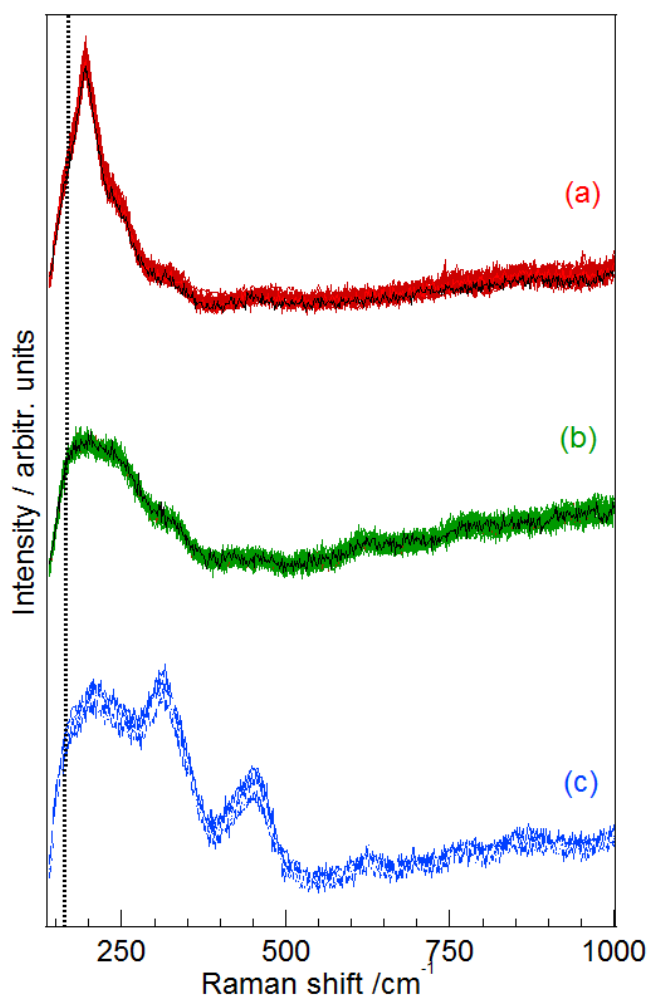 (a)
(b)
(c)
Intensity / arbitr. units
250 500 750 1000
Raman shift /cm⁻¹